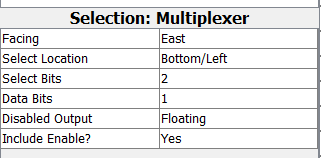 Selection: Multiplexer
Facing East
Select Location Bottom/Left
Select Bits 2
Data Bits 1
Disabled Output Floating
Include Enable? Yes